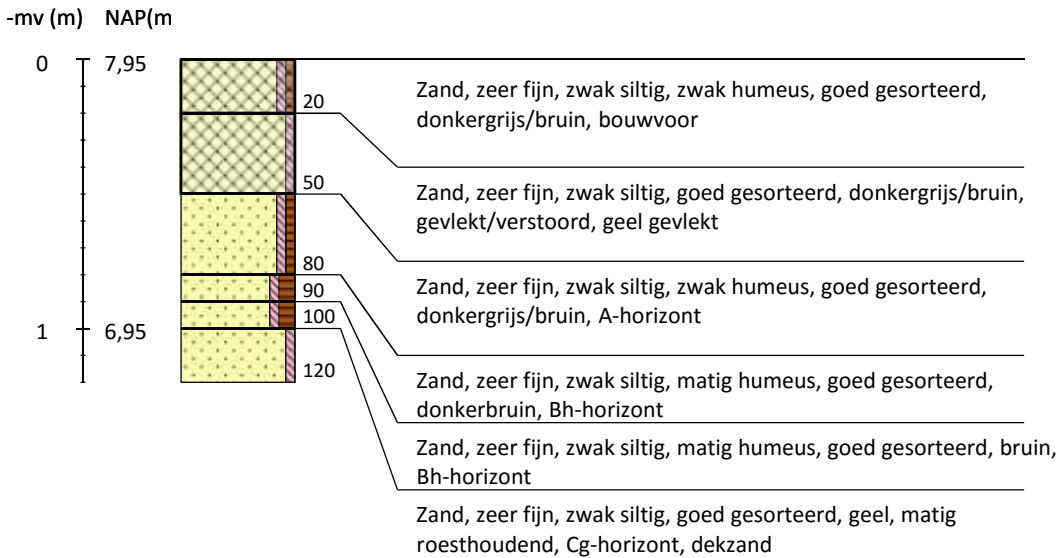 -mv (m) NAP(m
0 7,95
20
Zand, zeer fijn, zwak siltig, zwak humeus, goed gesorteerd,
donkergrijs/bruin, bouwvoor
50
Zand, zeer fijn, zwak siltig, goed gesorteerd, donkergrijs/bruin,
gevlekt/verstoord, geel gevlekt
80
Zand, zeer fijn, zwak siltig, zwak humeus, goed gesorteerd,
donkergrijs/bruin, A-horizont
90
100
1 6,95
120
Zand, zeer fijn, zwak siltig, matig humeus, goed gesorteerd,
donkerbruin, Bh-horizont
Zand, zeer fijn, zwak siltig, matig humeus, goed gesorteerd, bruin,
Bh-horizont
Zand, zeer fijn, zwak siltig, goed gesorteerd, geel, matig
roesthoudend, Cg-horizont, dekzand